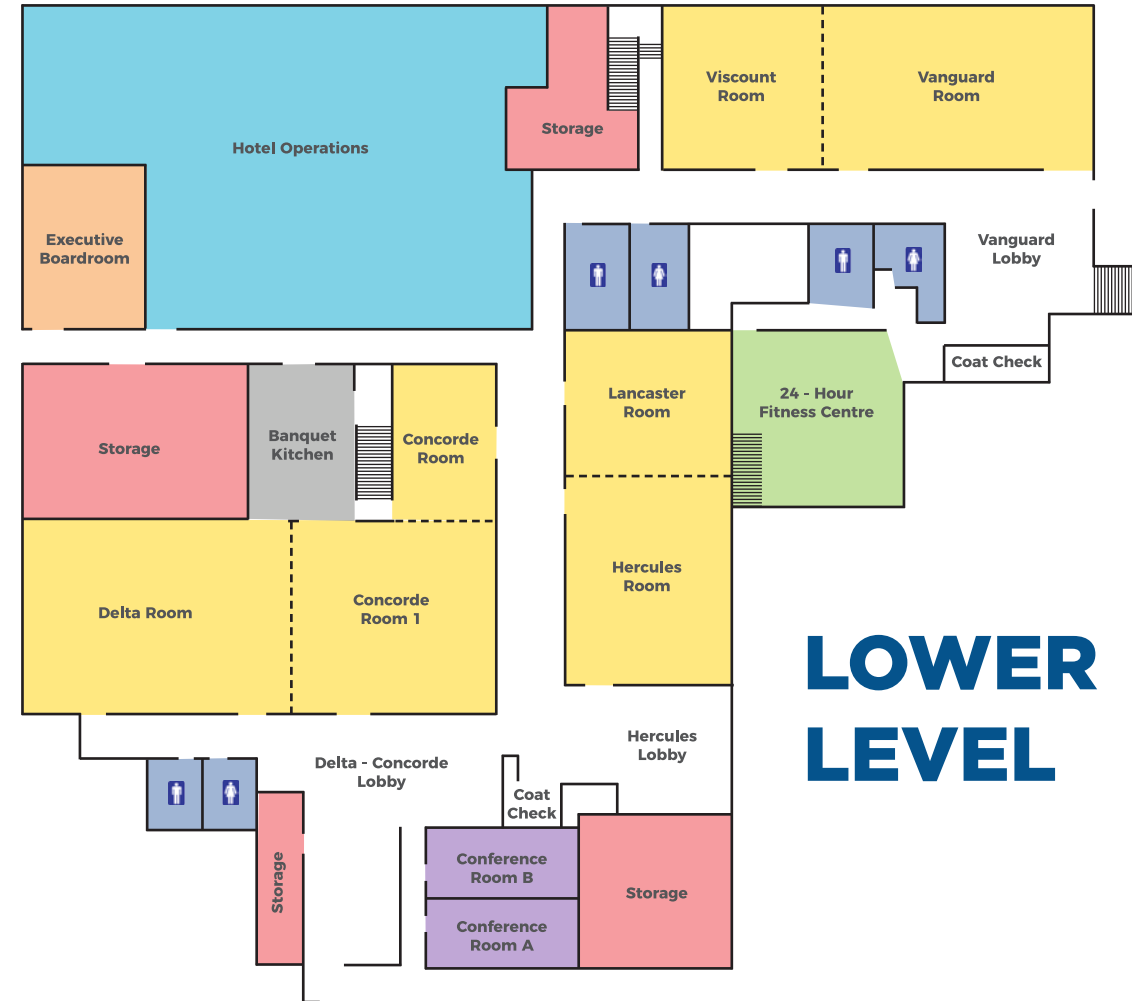 Hotel Operations
Storage
Viscount
Room
Vanguard
Room
Executive
Boardroom
Vanguard
Lobby
Coat Check
Storage
Banquet
Kitchen
Concorde
Room
Lancaster
Room
24 - Hour
Fitness Centre
Delta Room
Concorde
Room 1
Hercules
Room
LOWER
LEVEL
Delta - Concorde
Lobby
Hercules
Lobby
Coat
Check
Storage
Conference
Room B
Conference
Room A
Storage